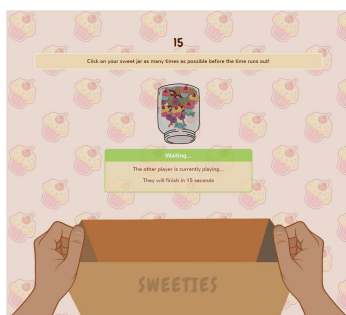 15
Click on your sweet jar as many times as possible before the time runs out!
Waiting...
The other player is currently playing...
They will finish in 15 seconds
SWEETIES